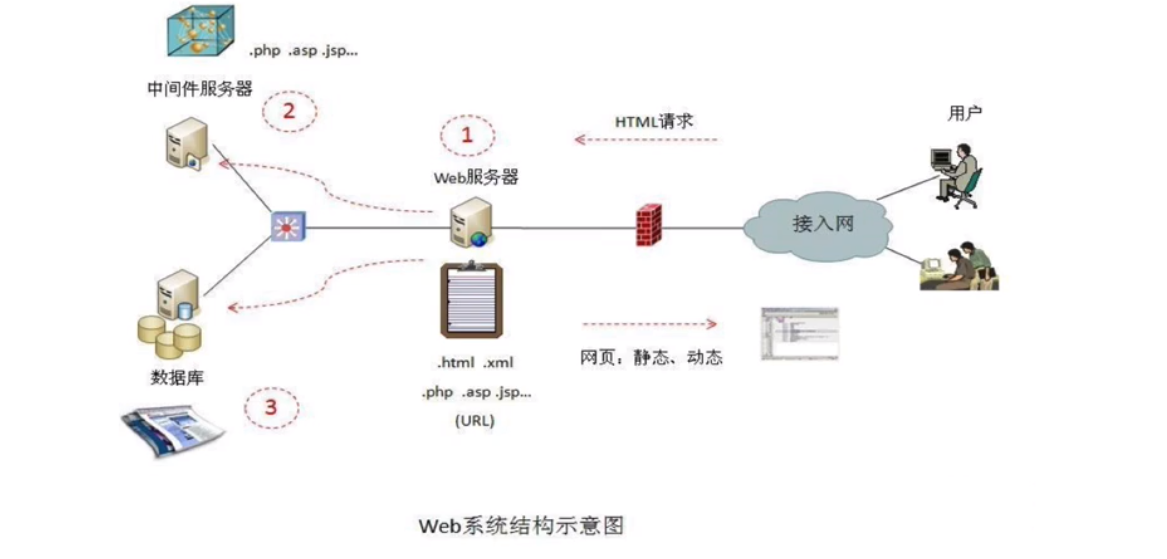 .php .asp .jsp...
中间件服务器
2
1
HTML请求
用户
Web服务器
接入网
网页：静态、动态
.html .xml
数据库
.php .asp .jsp...
3
(URL)
Web系统结构示意图